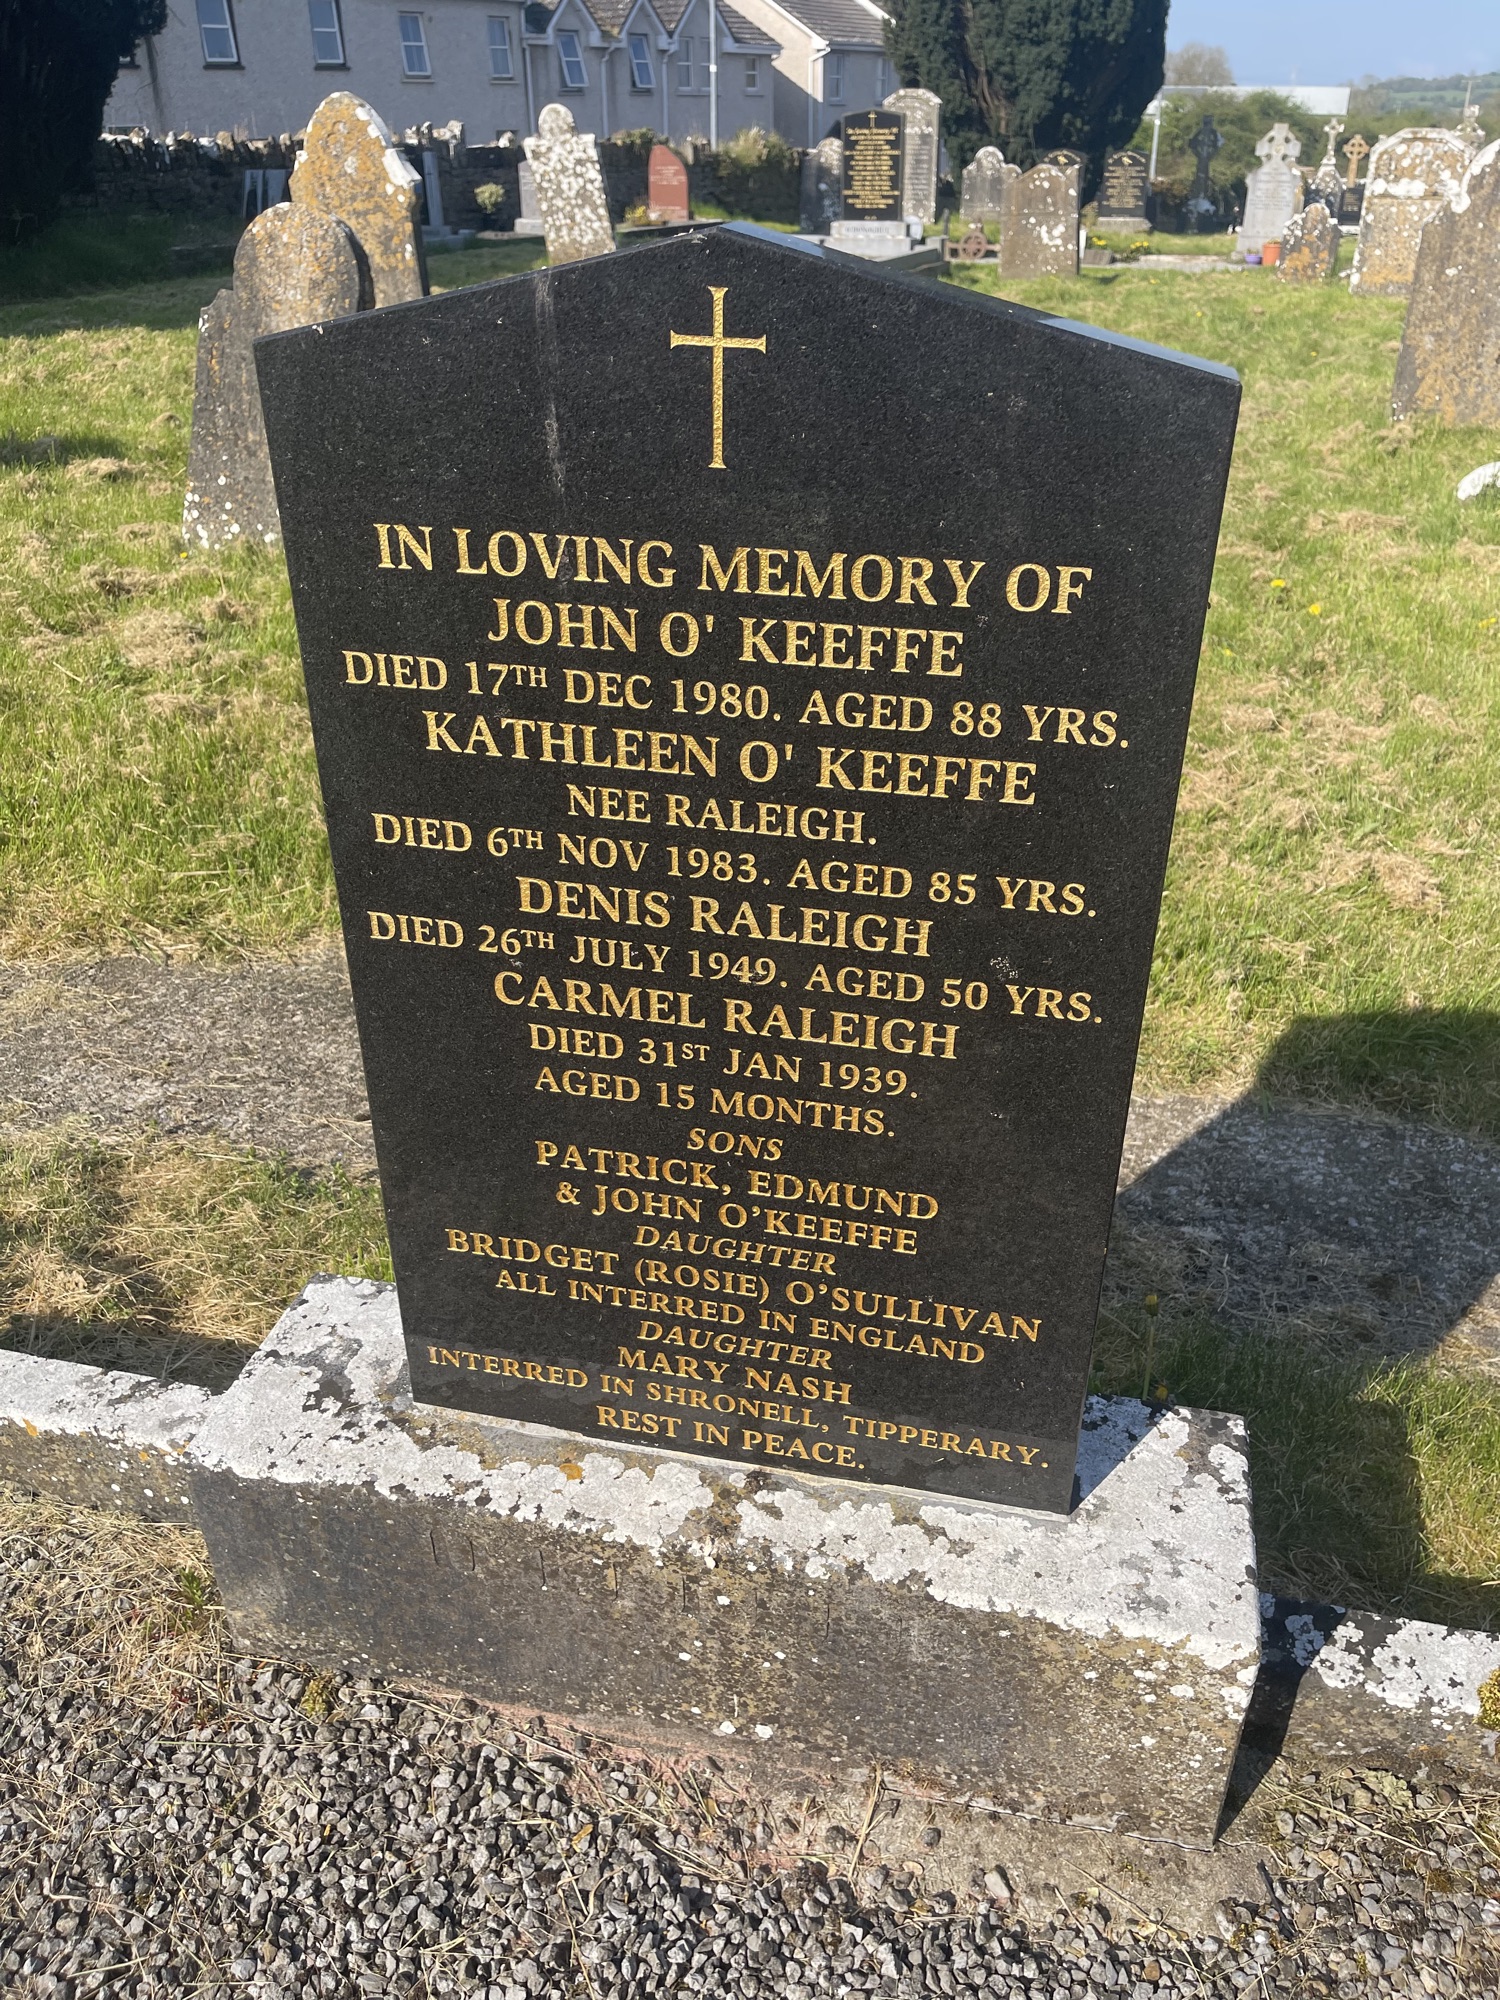 IN LOVING MEMORY OF
JOHN O' KEEFFE
DIED 17TH DEC 1980. AGED 88 YRS.
KATHLEEN O' KEEFFE
NEE RALEIGH.
DIED 6TH NOV 1983. AGED 85 YRS.
DENIS RALEIGH
DIED 26TH JULY 1949. AGED 50 YRS.
CARMEL RALEIGH
DIED 31ST JAN 1939.
AGED 15 MONTHS.
SONS
PATRICK, EDMUND
& JOHN O'KEEFFE
DAUGHTER
BRIDGET (ROSIE) O'SULLIVAN
ALL INTERRED IN ENGLAND
DAUGHTER
MARY NASH
INTERRED IN SHRONELL, TIPPERARY.
REST IN PEACE.